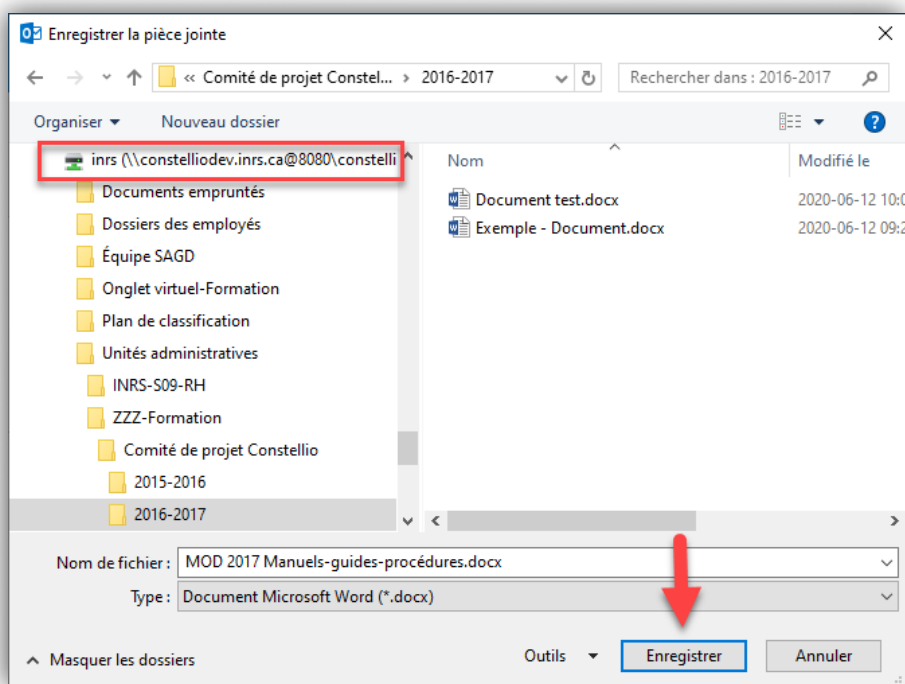 Enregistrer la pièce jointe
« Comité de projet Constel... › 2016-2017
Rechercher dans : 2016-2017
Organiser
Nouveau dossier
inrs (\\constelliodev.inrs.ca@8080\constelli
Documents empruntés
Dossiers des employés
Équipe SAGD
Onglet virtuel-Formation
Plan de classification
Unités administratives
INRS-S09-RH
ZZZ-Formation
Comité de projet Constellio
2015-2016
2016-2017
Nom Modifié le
Document test.docx 2020-06-12 10:0
Exemple - Document.docx 2020-06-12 09:2
Nom de fichier : MOD 2017 Manuels-guides-procédures.docx
Type : Document Microsoft Word (*.docx)
Masquer les dossiers
Outils
Enregistrer
Annuler